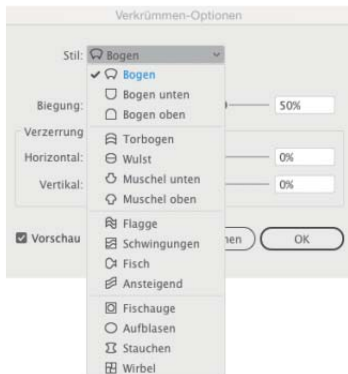 Verkrümmen-Optionen
Stil: Bogen
Bogen
Bogen unten
Bogen oben
Torbogen
Wulst
Muschel unten
Muschel oben
Flagge
Schwingungen
Fisch
Ansteigend
Fischauge
Aufblasen
Stauchen
Wirbel
Biegung: 50%
Verzerrung
Horizontal: 0%
Vertikal: 0%
Vorschau
OK